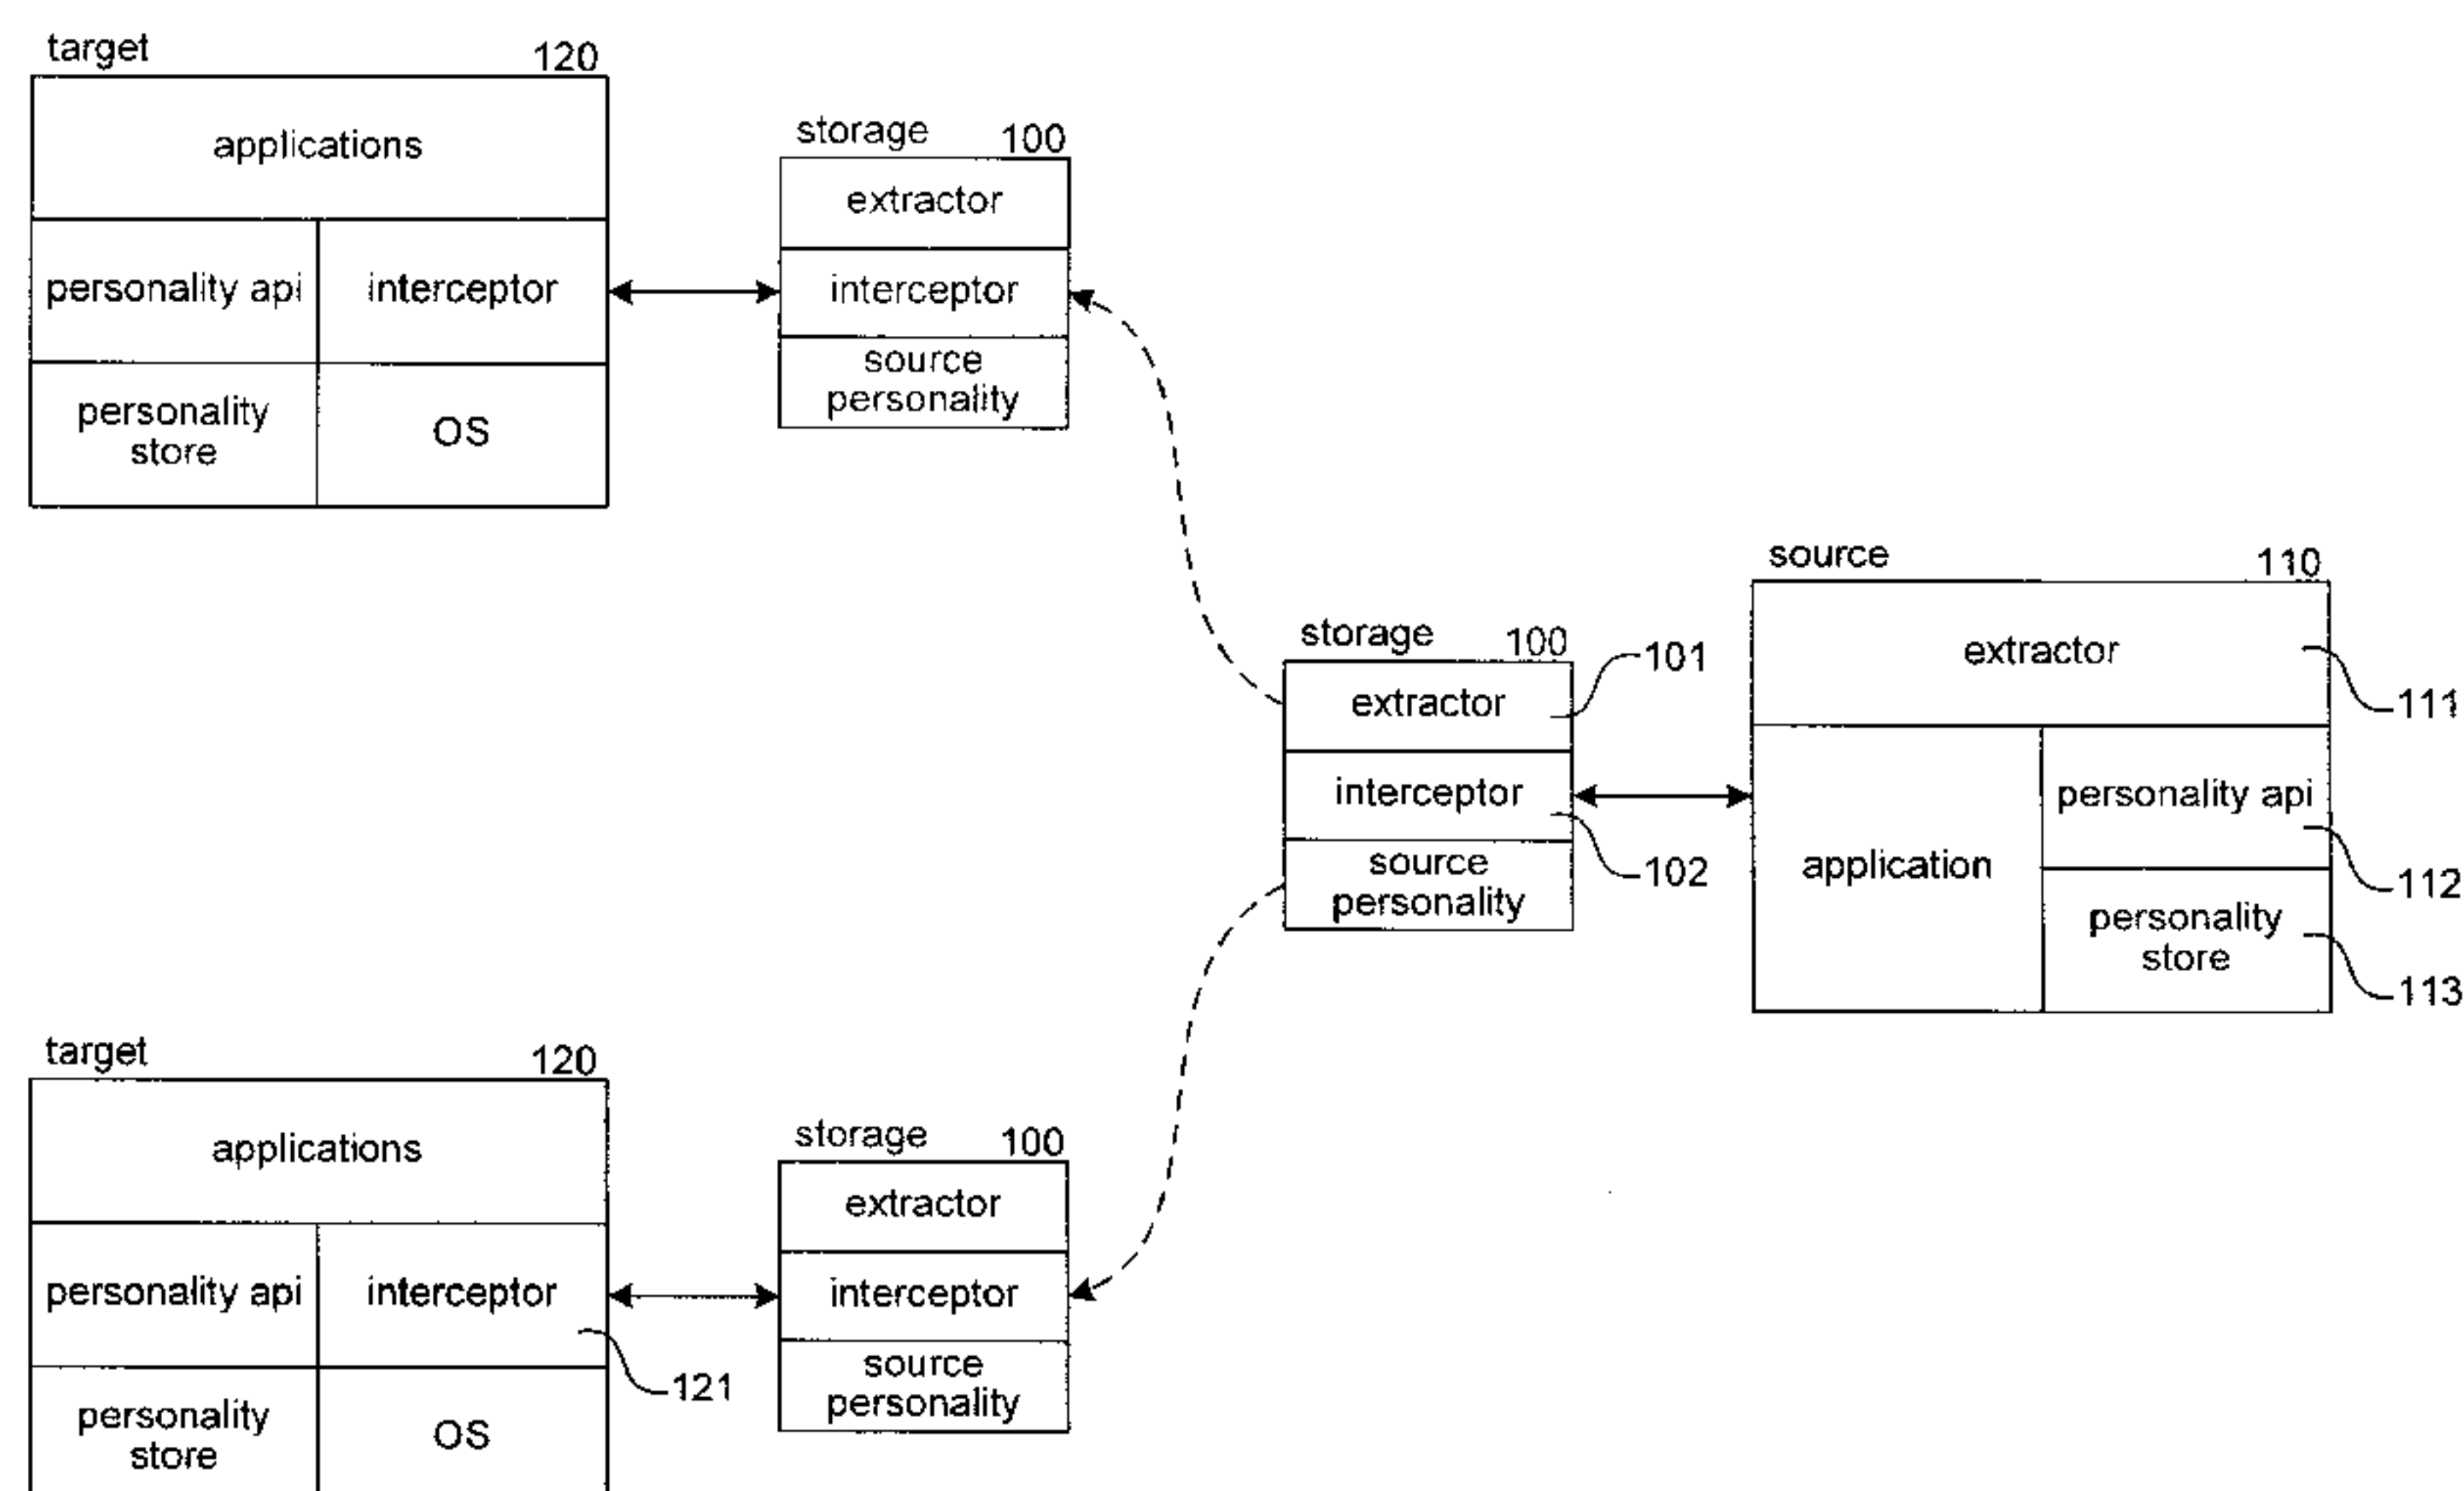 target 120
applications
personality api interceptor
personality
store
OS
storage 100
extractor
interceptor
source
personality
storage 100
extractor
interceptor
source
personality
101
102
source 110
extractor
application
personality api
personality
store
111
112
113
target 120
applications
personality api interceptor
personality
store
OS
121
storage 100
extractor
interceptor
source
personality